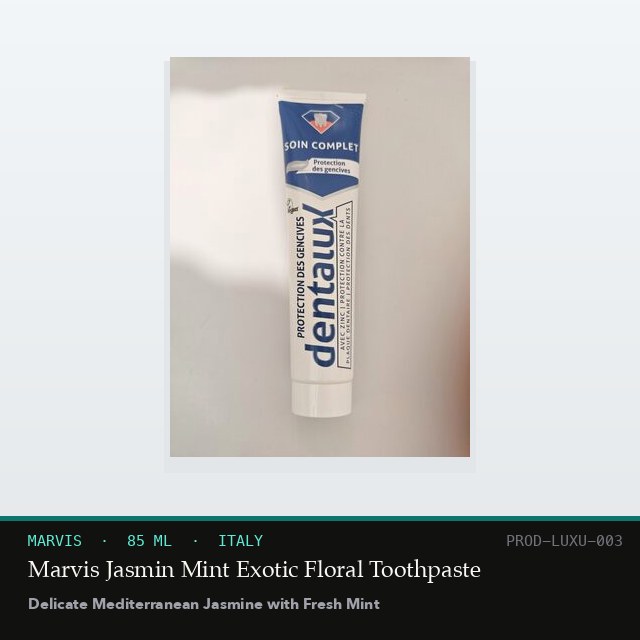 SOIN COMPLET
Protection
des gencives
PROTECTION DES GENCIVES
dentalux
AVEC ZINC | PROTECTION CONTRE LA
PLAQUE DENTAIRE | PROTECTION DES DENTS
MARVIS · 85 ML · ITALY
PROD-LUXU-003
Marvis Jasmin Mint Exotic Floral Toothpaste
Delicate Mediterranean Jasmine with Fresh Mint